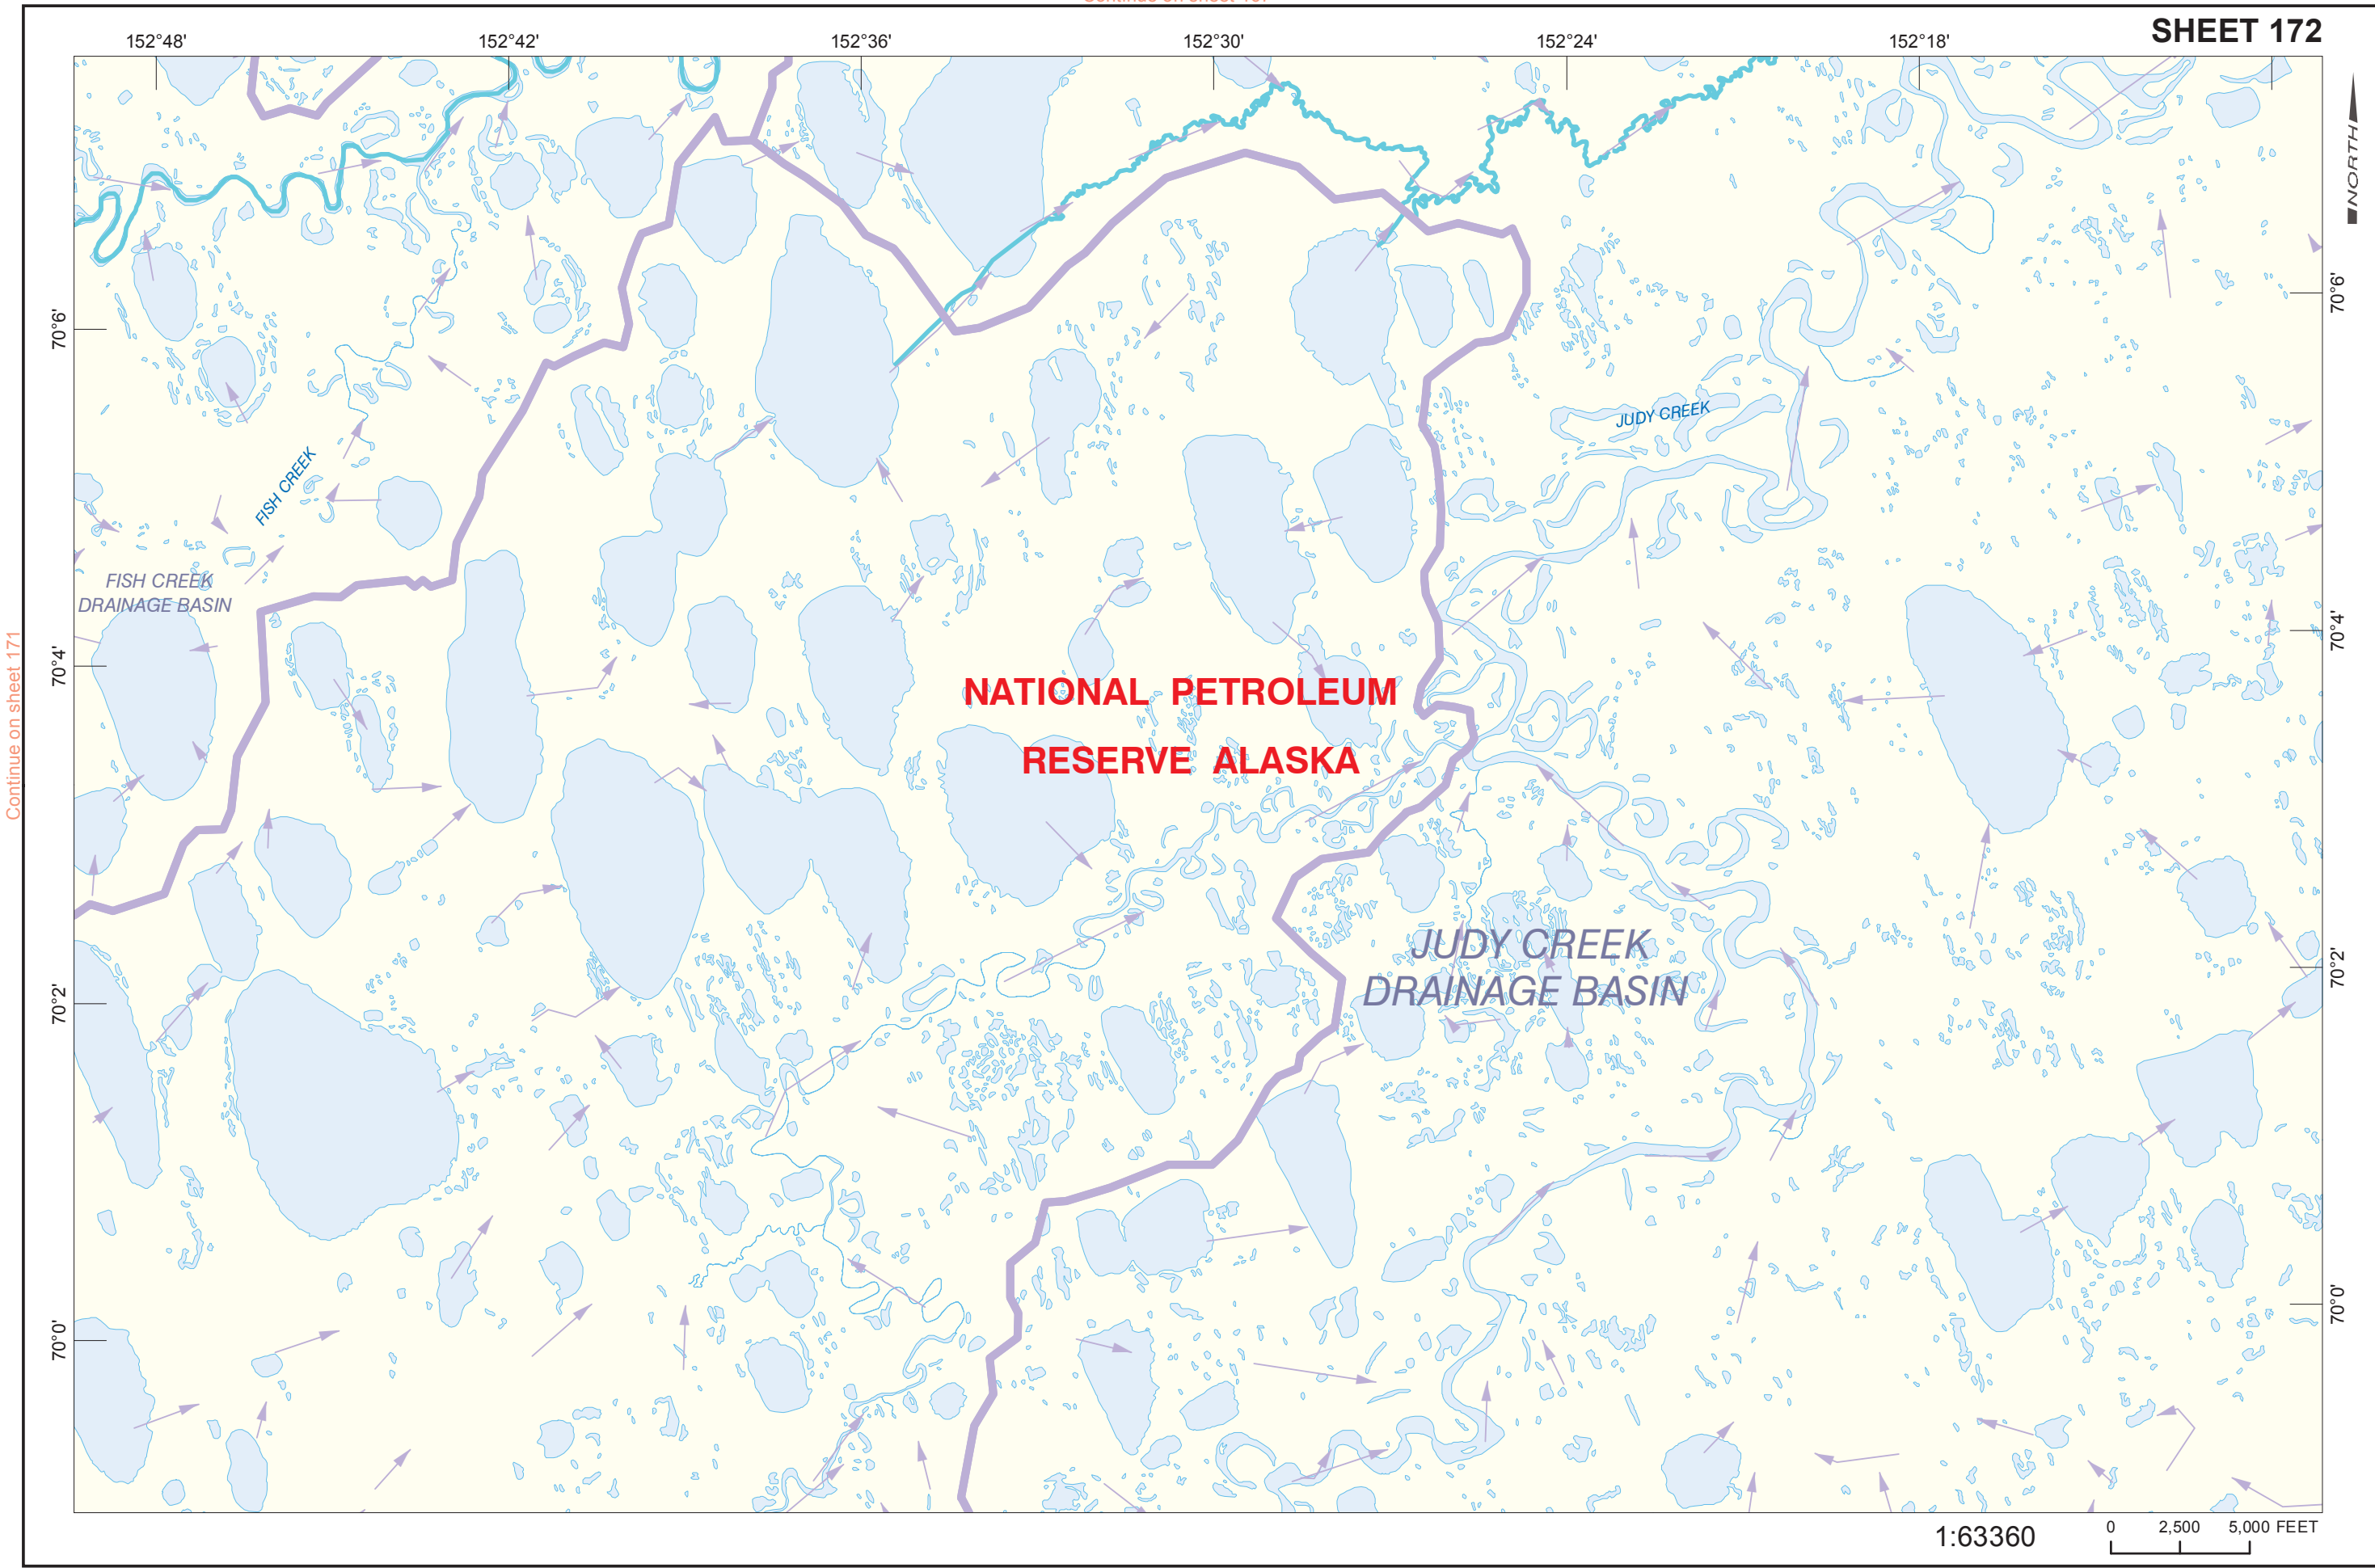 SHEET 172
152°48'
152°42'
152°36'
152°30'
152°24'
152°18'
NORTH
70°6'
70°6'
JUDY CREEK
FISH CREEK
FISH CREEK
DRAINAGE BASIN
70°4'
70°4'
Continue on sheet 171
NATIONAL PETROLEUM
RESERVE ALASKA
JUDY CREEK
DRAINAGE BASIN
70°2'
70°2'
70°0'
70°0'
1:63360
0 2,500 5,000 FEET